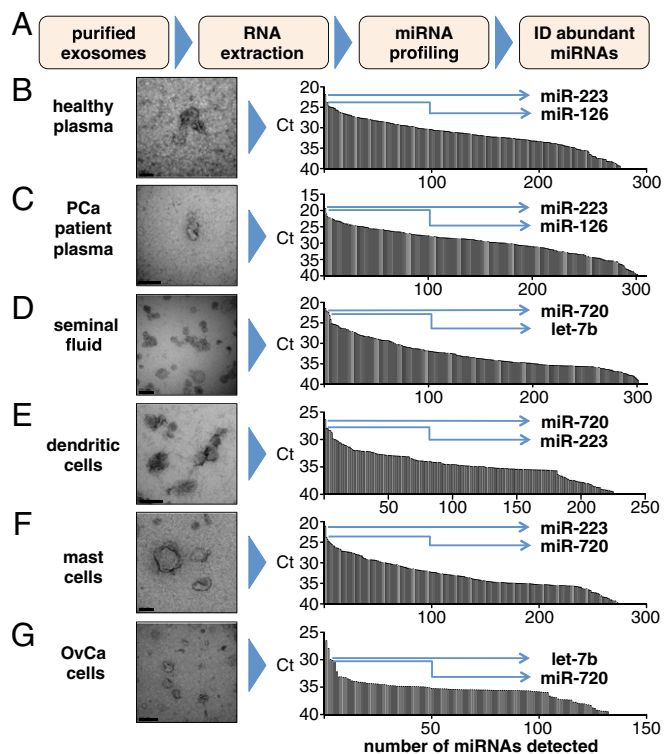 A
purified exosomes
RNA extraction
miRNA profiling
ID abundant miRNAs
B
healthy plasma
Ct
20
25
30
35
40
miR-223
miR-126
100
200
300
C
PCa patient plasma
Ct
15
20
25
30
35
40
miR-223
miR-126
100
200
300
D
seminal fluid
Ct
20
25
30
35
40
miR-720
let-7b
100
200
300
E
dendritic cells
Ct
25
30
35
40
miR-720
miR-223
50
100
150
200
250
F
mast cells
Ct
20
25
30
35
40
miR-223
miR-720
100
200
300
G
OvCa cells
Ct
25
30
35
40
let-7b
miR-720
50
100
150
number of miRNAs detected